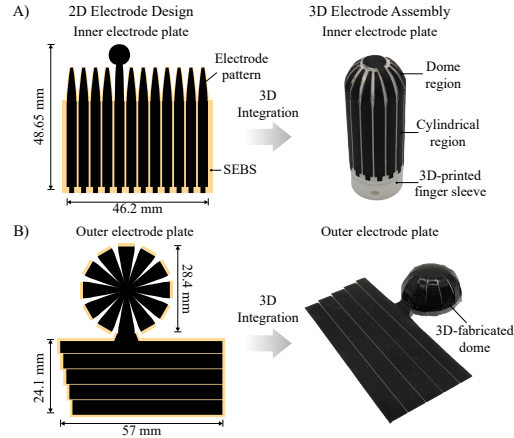 A)
2D Electrode Design
3D Electrode Assembly
Inner electrode plate
Inner electrode plate
Electrode
pattern
48.65 mm
SEBS
46.2 mm
3D
Integration
Dome
region
Cylindrical
region
3D-printed
finger sleeve
B)
Outer electrode plate
Outer electrode plate
28.4 mm
24.1 mm
57 mm
3D
Integration
3D-fabricated
dome